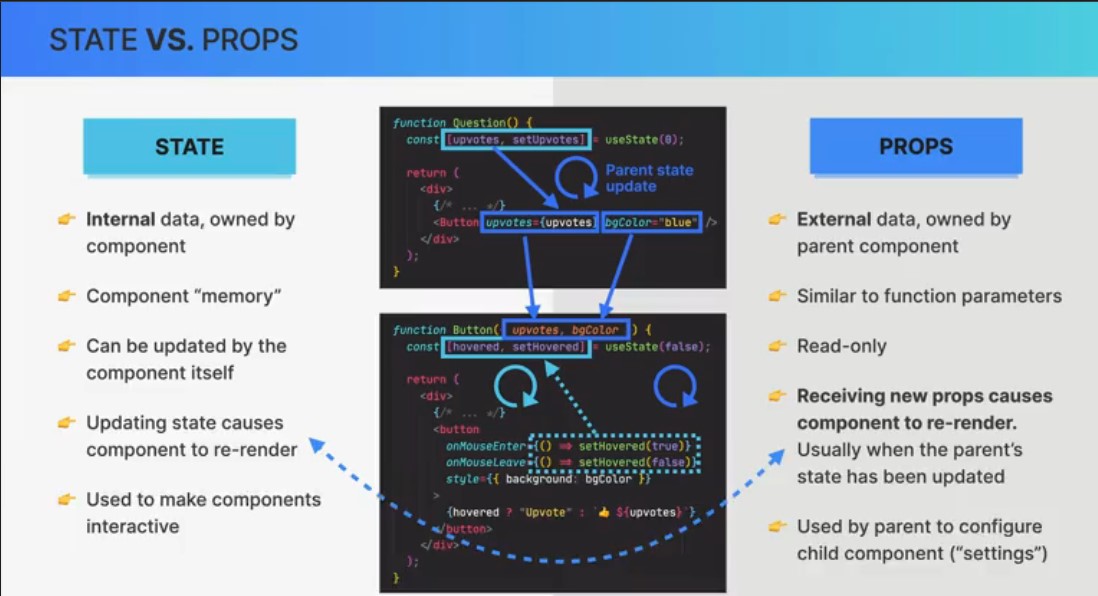 STATE VS. PROPS
STATE
👉 Internal data, owned by
component
👉 Component “memory”
👉 Can be updated by the
component itself
👉 Updating state causes
component to re-render
👉 Used to make components
interactive
function Question() {
const [upvotes, setUpvotes] = useState(0);
return (
<div>
{/* ... */}
<Button upvotes={upvotes} bgColor="blue" />
</div>
);
}
Parent state
update
function Button({ upvotes, bgColor }) {
const [hovered, setHovered] = useState(false);
return (
<div>
{/* ... */}
<button
onMouseEnter={() => setHovered(true)}
onMouseLeave={() => setHovered(false)}
style={{ background: bgColor }}
>
{hovered ? "Upvote" : `👍 ${upvotes}`}
</button>
</div>
);
}
PROPS
👉 External data, owned by
parent component
👉 Similar to function parameters
👉 Read-only
👉 Receiving new props causes
component to re-render.
Usually when the parent’s
state has been updated
👉 Used by parent to configure
child component (“settings”)